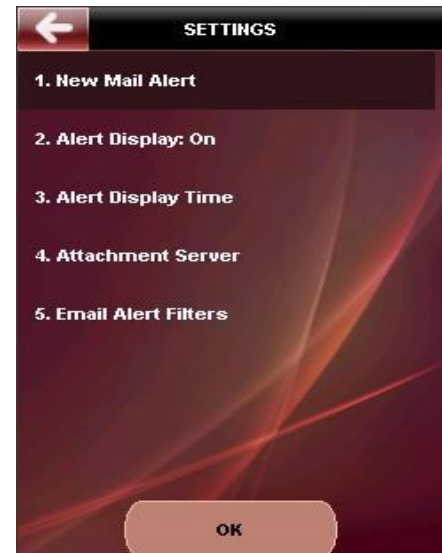 SETTINGS
1. New Mail Alert
2. Alert Display: On
3. Alert Display Time
4. Attachment Server
5. Email Alert Filters
OK